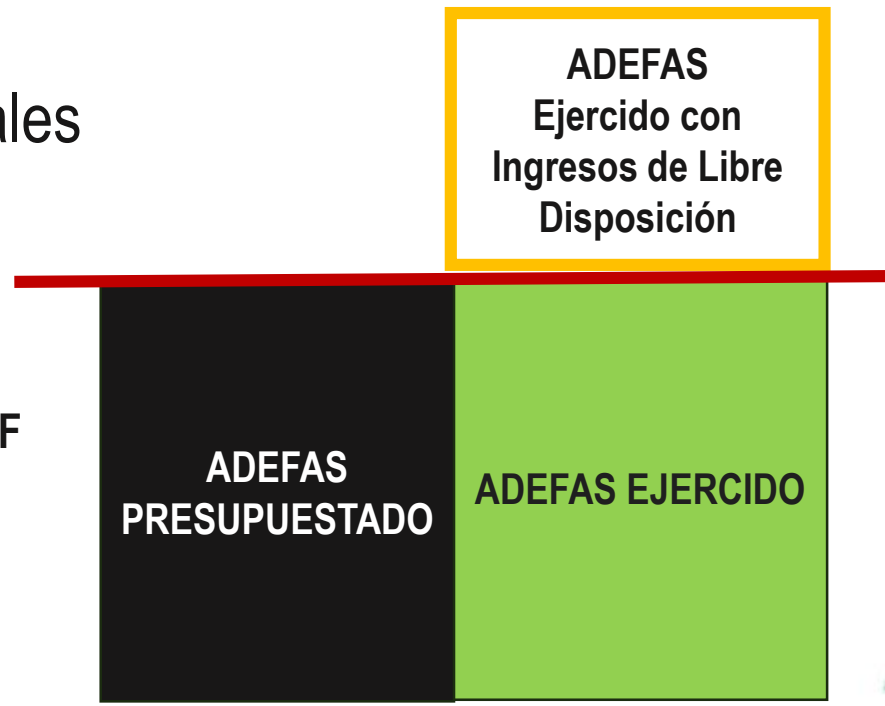 ADEFAS
Ejercido con
Ingresos de Libre
Disposición
ales
F
ADEFAS
PRESUPUESTADO
ADEFAS EJERCIDO